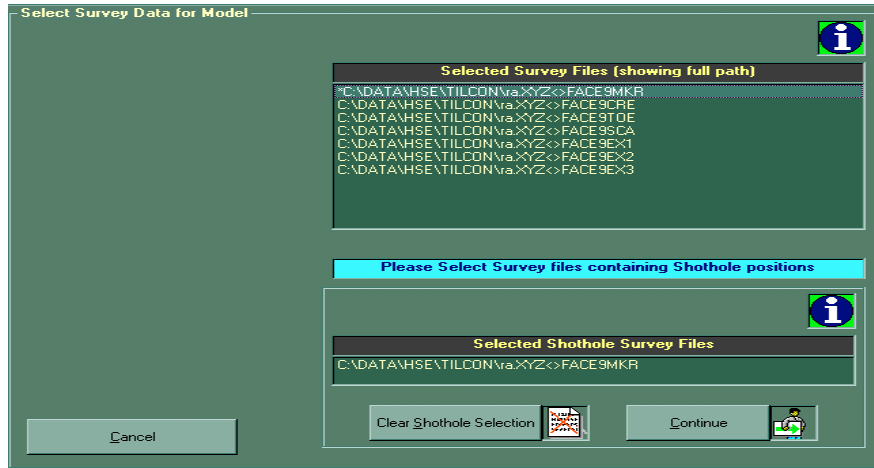 Select Survey Data for Model
Selected Survey Files (showing full path)
*C:\DATA\HSE\TILCON\ra.XYZ<>FACE9MKR
C:\DATA\HSE\TILCON\ra.XYZ<>FACE9CRE
C:\DATA\HSE\TILCON\ra.XYZ<>FACE9TOE
C:\DATA\HSE\TILCON\ra.XYZ<>FACE9SCA
C:\DATA\HSE\TILCON\ra.XYZ<>FACE9EX1
C:\DATA\HSE\TILCON\ra.XYZ<>FACE9EX2
C:\DATA\HSE\TILCON\ra.XYZ<>FACE9EX3
Please Select Survey files containing Shothole positions
Selected Shothole Survey Files
C:\DATA\HSE\TILCON\ra.XYZ<>FACE9MKR
Clear Shothole Selection
Continue
Cancel